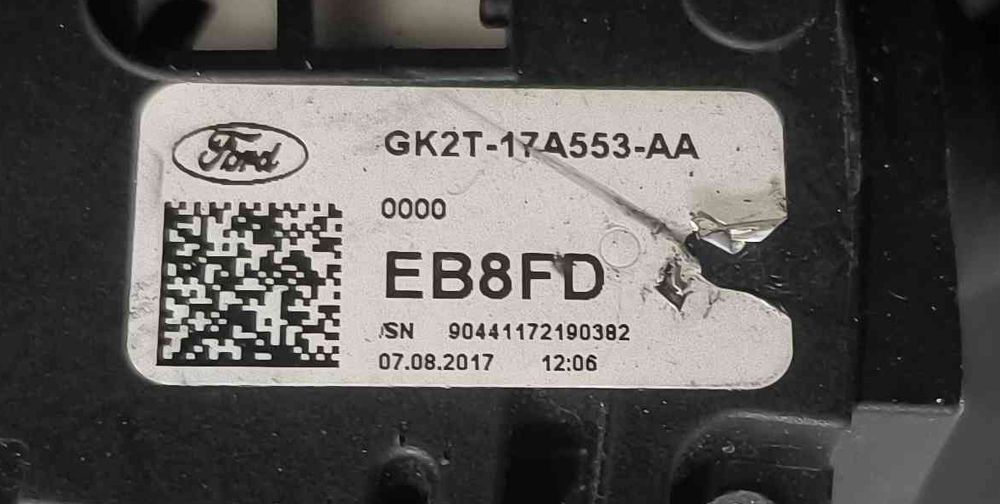 Ford
GK2T-17A553-AA
0000
EB8FD
/SN 90441172190382
07.08.2017 12:06